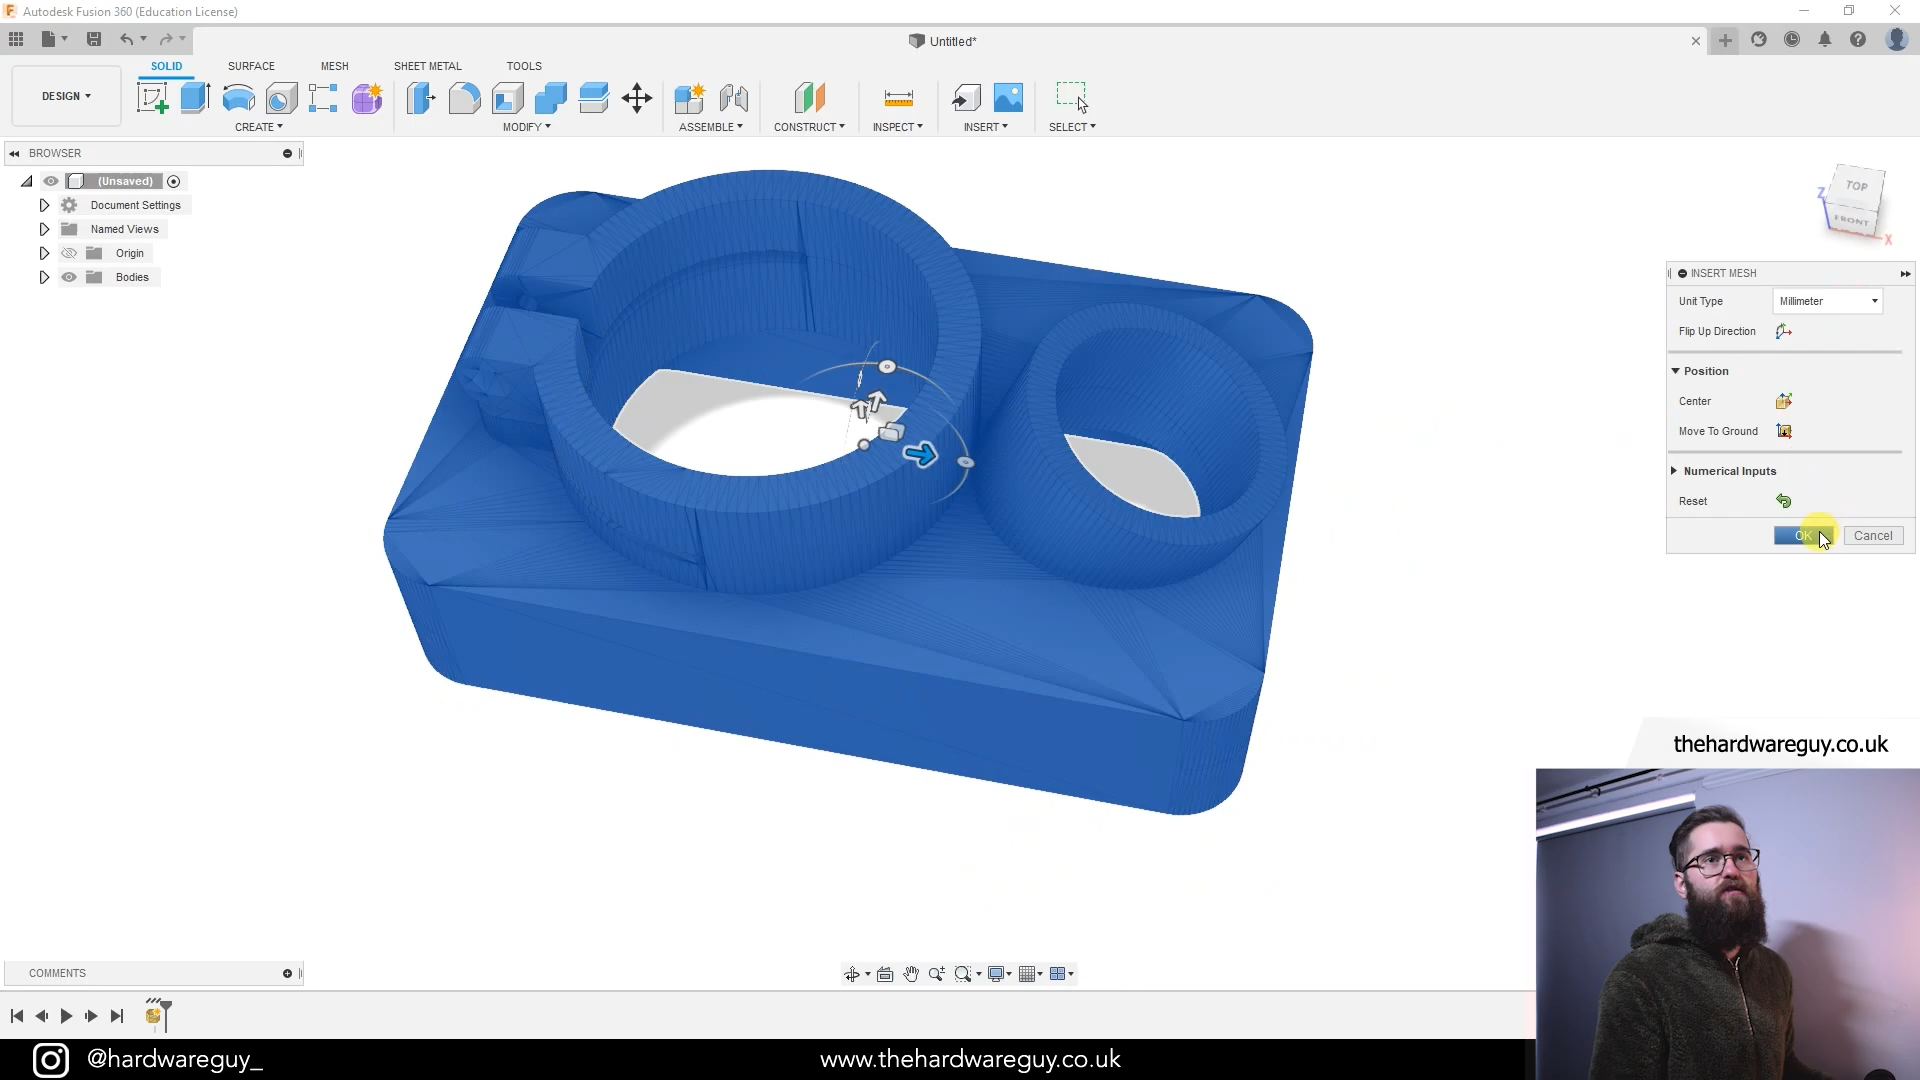 Autodesk Fusion 360 (Education License)
Untitled*
DESIGN
SOLID
SURFACE
MESH
SHEET METAL
TOOLS
CREATE
MODIFY
ASSEMBLE
CONSTRUCT
INSPECT
INSERT
SELECT
BROWSER
(Unsaved)
Document Settings
Named Views
Origin
Bodies
TOP
FRONT
Z
X
INSERT MESH
Unit Type
Millimeter
Flip Up Direction
Position
Center
Move To Ground
Numerical Inputs
Reset
OK
Cancel
thehardwareguy.co.uk
COMMENTS
@hardwareguy_
www.thehardwareguy.co.uk